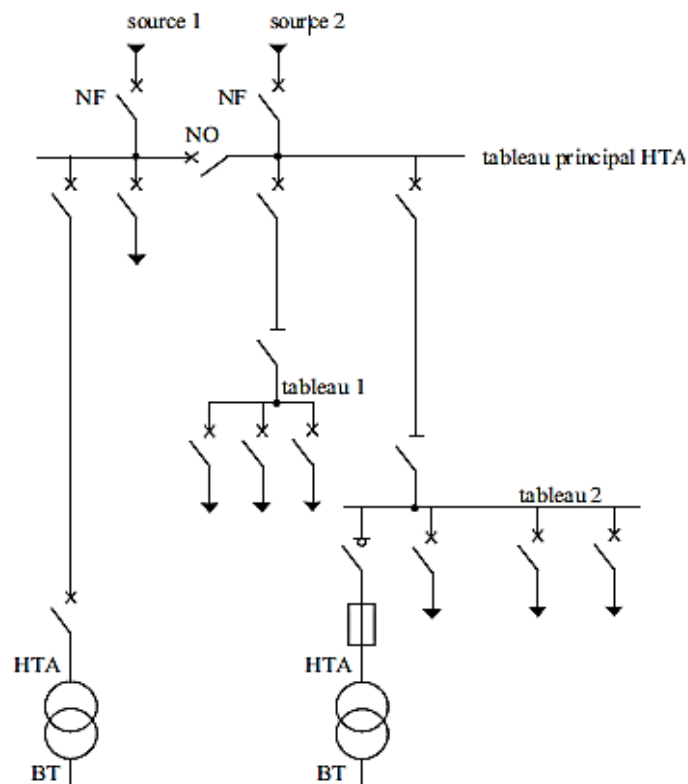 source 1
source 2
NF
NF
NO
tableau principal HTA
tableau 1
tableau 2
HTA
HTA
BT
BT